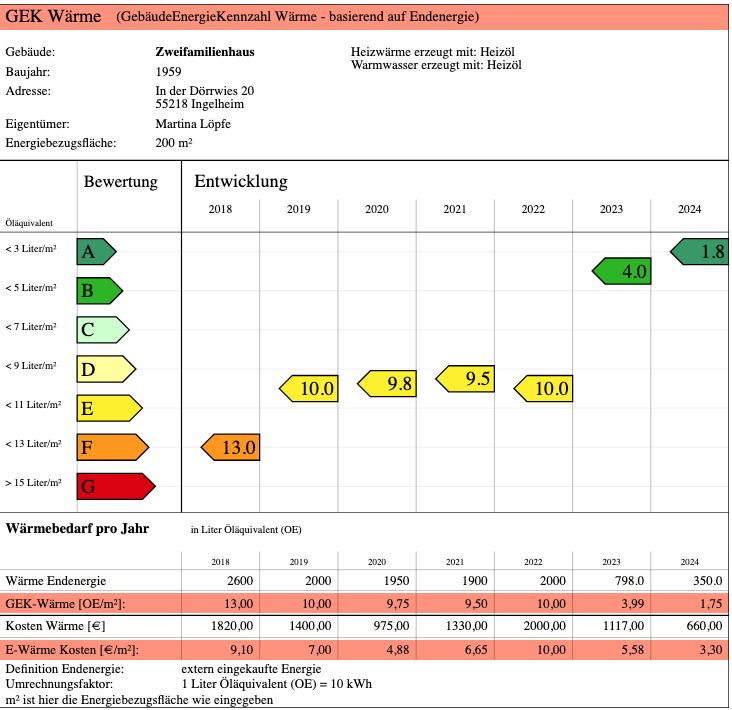 GEK Wärme (GebäudeEnergieKennzahl Wärme - basierend auf Endenergie)
Gebäude: Zweifamilienhaus Heizwärme erzeugt mit: Heizöl
Warmwasser erzeugt mit: Heizöl
Baujahr: 1959
Adresse: In der Dörrwies 20
55218 Ingelheim
Eigentümer: Martina Löpfe
Energiebezugsfläche: 200 m²
Bewertung Entwicklung
Öläquivalent 2018 2019 2020 2021 2022 2023 2024
< 3 Liter/m² A 1.8
4.0
< 5 Liter/m² B
< 7 Liter/m² C
< 9 Liter/m² D
10.0 9.8 9.5 10.0
< 11 Liter/m² E
< 13 Liter/m² F 13.0
> 15 Liter/m² G
Wärmebedarf pro Jahr in Liter Öläquivalent (OE)
2018 2019 2020 2021 2022 2023 2024
Wärme Endenergie 2600 2000 1950 1900 2000 798.0 350.0
GEK-Wärme [OE/m²]: 13,00 10,00 9,75 9,50 10,00 3,99 1,75
Kosten Wärme [€] 1820,00 1400,00 975,00 1330,00 2000,00 1117,00 660,00
E-Wärme Kosten [€/m²]: 9,10 7,00 4,88 6,65 10,00 5,58 3,30
Definition Endenergie: extern eingekaufte Energie
Umrechnungsfaktor: 1 Liter Öläquivalent (OE) = 10 kWh
m² ist hier die Energiebezugsfläche wie eingegeben